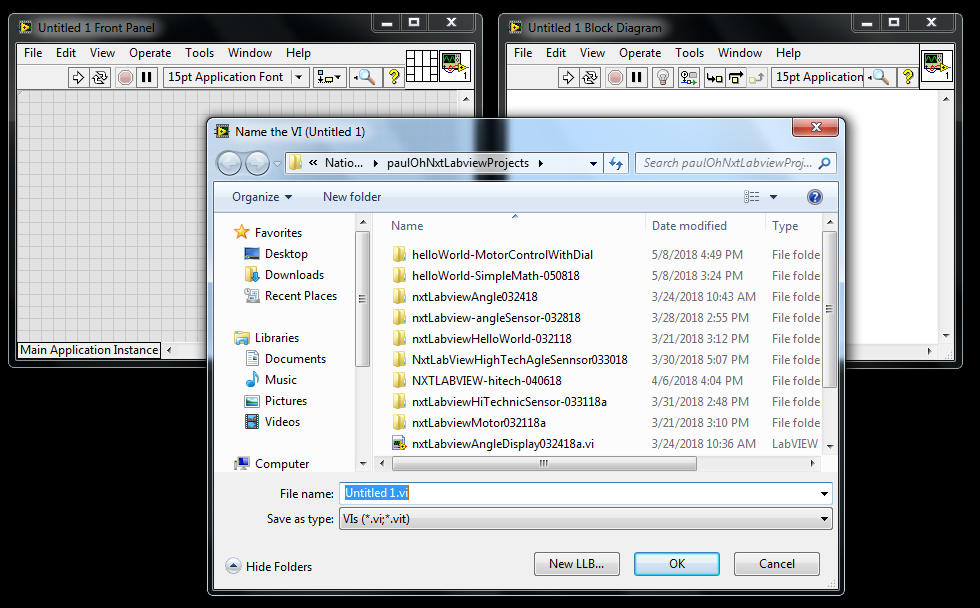 Untitled 1 Front Panel
File Edit View Operate Tools Window Help
15pt Application Font
1
Main Application Instance
Untitled 1 Block Diagram
File Edit View Operate Tools Window Help
15pt Application
1
Name the VI (Untitled 1)
« Natio... paulOhNxtLabviewProjects
Search paulOhNxtLabviewProj...
Organize New folder
Favorites
Desktop
Downloads
Recent Places
Libraries
Documents
Music
Pictures
Videos
Computer
Name Date modified Type
helloWorld-MotorControlWithDial 5/8/2018 4:49 PM File folde
helloWorld-SimpleMath-050818 5/8/2018 3:24 PM File folde
nxtLabviewAngle032418 3/24/2018 10:43 AM File folde
nxtLabview-angleSensor-032818 3/28/2018 2:55 PM File folde
nxtLabviewHelloWorld-032118 3/21/2018 3:12 PM File folde
NxtLabViewHighTechAgleSennsor033018 3/30/2018 5:07 PM File folde
NXTLABVIEW-hitech-040618 4/6/2018 4:04 PM File folde
nxtLabviewHiTechnicSensor-033118a 3/31/2018 2:48 PM File folde
nxtLabviewMotor032118a 3/21/2018 3:10 PM File folde
nxtLabviewAngleDisplay032418a.vi 3/24/2018 10:36 AM LabVIEW
File name: Untitled 1.vi
Save as type: VIs (*.vi;*.vit)
Hide Folders New LLB... OK Cancel